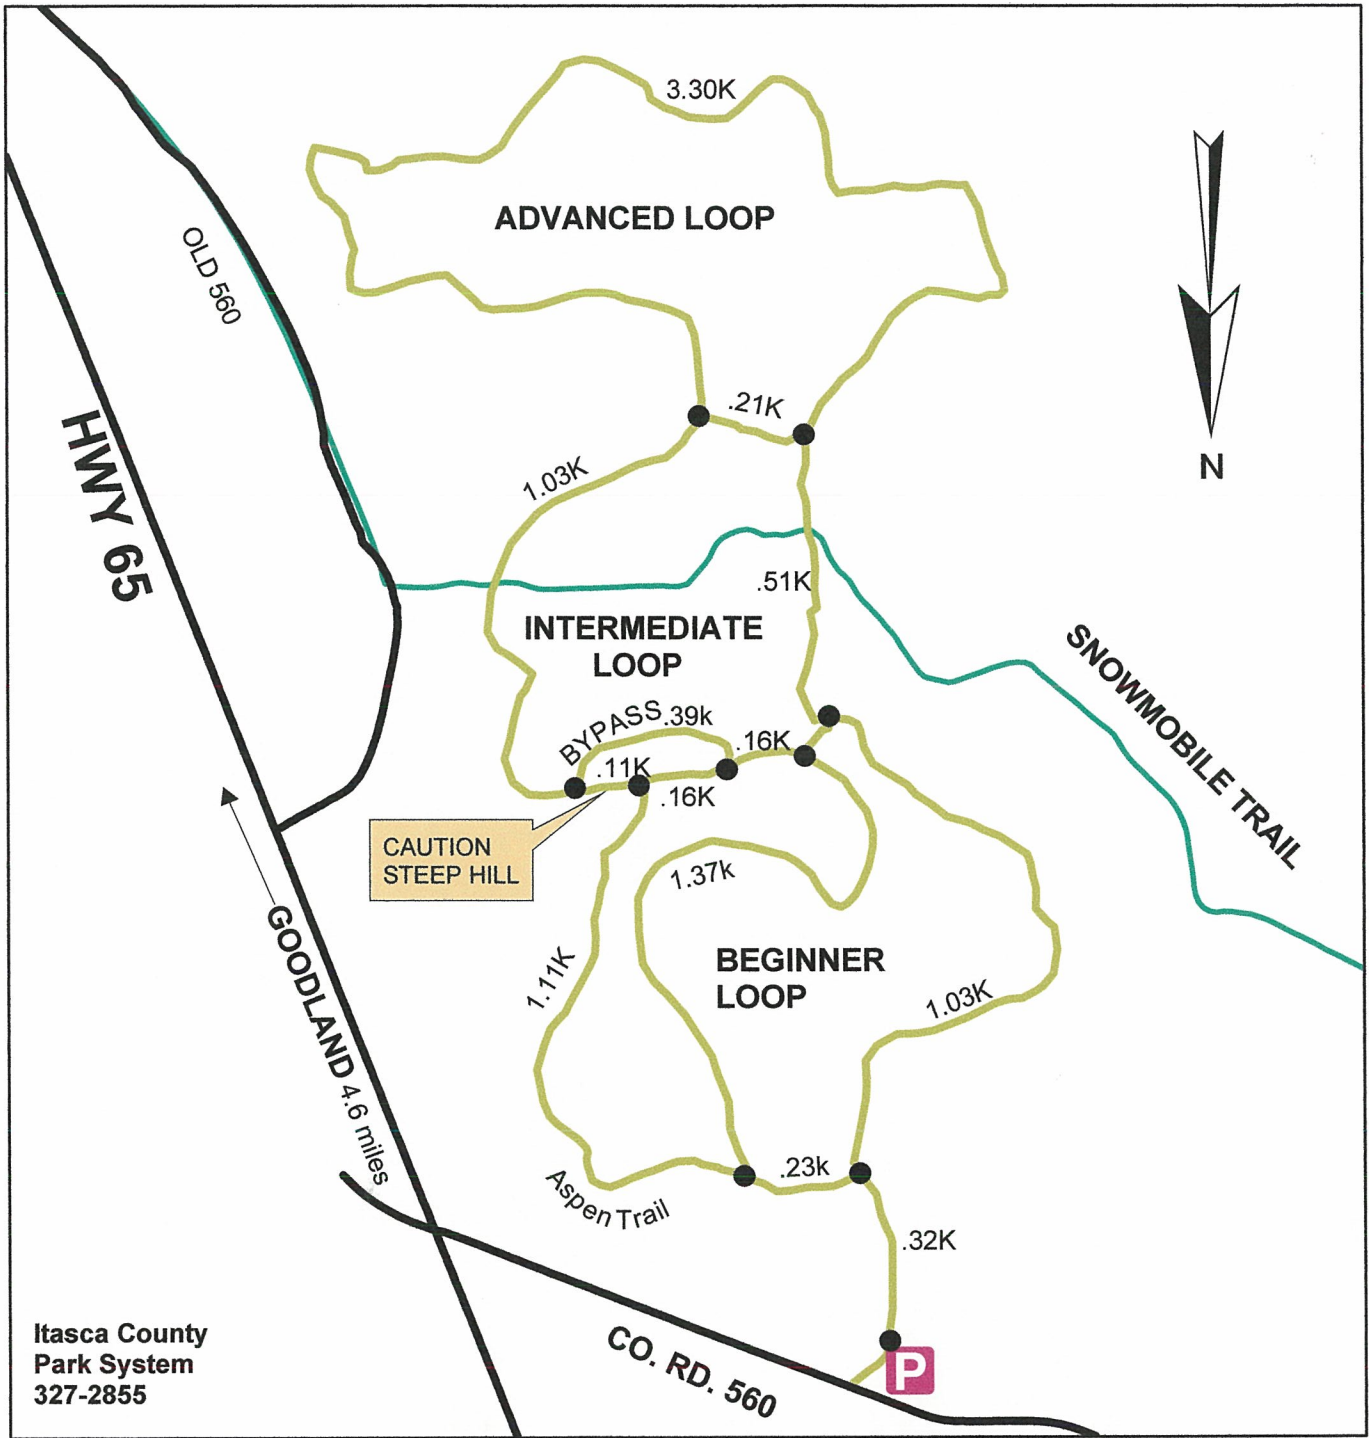 3.30K
ADVANCED LOOP
OLD 560
.21K
N
HWY 65
1.03K
.51K
INTERMEDIATE
LOOP
SNOWMOBILE TRAIL
BYPASS .39k
.16K
.11K
.16K
CAUTION
STEEP HILL
1.37k
GOODLAND 4.6 miles
1.11K
BEGINNER
LOOP
1.03K
.23k
Aspen Trail
.32K
P
CO. RD. 560
Itasca County
Park System
327-2855